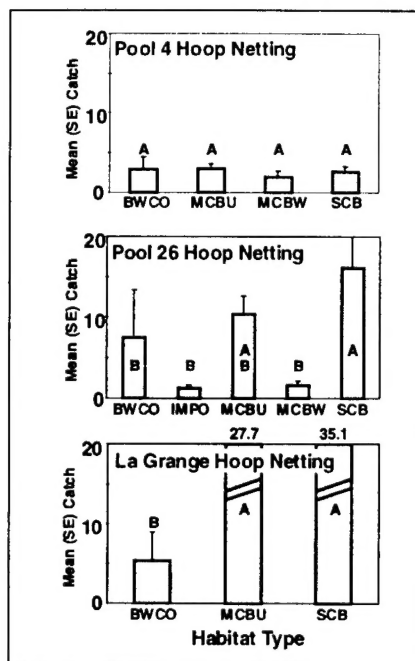 20
Pool 4 Hoop Netting
Mean (SE) Catch
10
A A A A
0
BWCO MCBU MCBW SCB
20
Pool 26 Hoop Netting
Mean (SE) Catch
10
B B A B B A
0
BWCO IMPO MCBU MCBW SCB
27.7 35.1
20
La Grange Hoop Netting
Mean (SE) Catch
10
B A A
0
BWCO MCBU SCB
Habitat Type